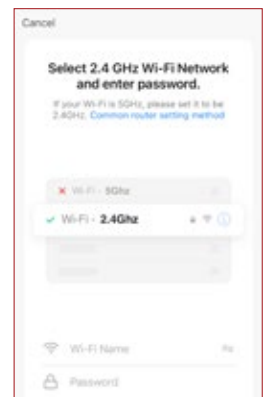 Cancel
Select 2.4 GHz Wi-Fi Network
and enter password.
If your Wi-Fi is 5GHz, please set it to be
2.4GHz. Common router setting method
Wi-Fi - 5Ghz
Wi-Fi - 2.4Ghz
Wi-Fi Name
Password